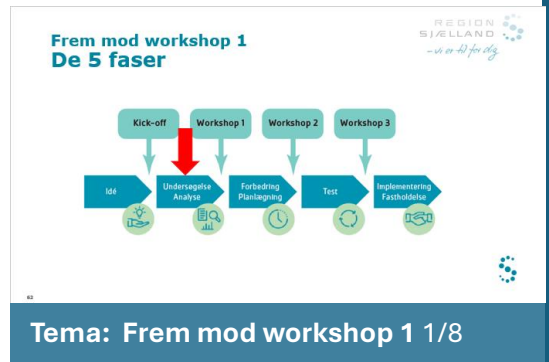 Frem mod workshop 1
De 5 faser
REGION
SJÆLLAND
- vi er til for dig
Kick-off
Workshop 1
Workshop 2
Workshop 3
Idé
Undersøgelse
Analyse
Forbedring
Planlægning
Test
Implementering
Fastholdelse
63
Tema: Frem mod workshop 1 1/8